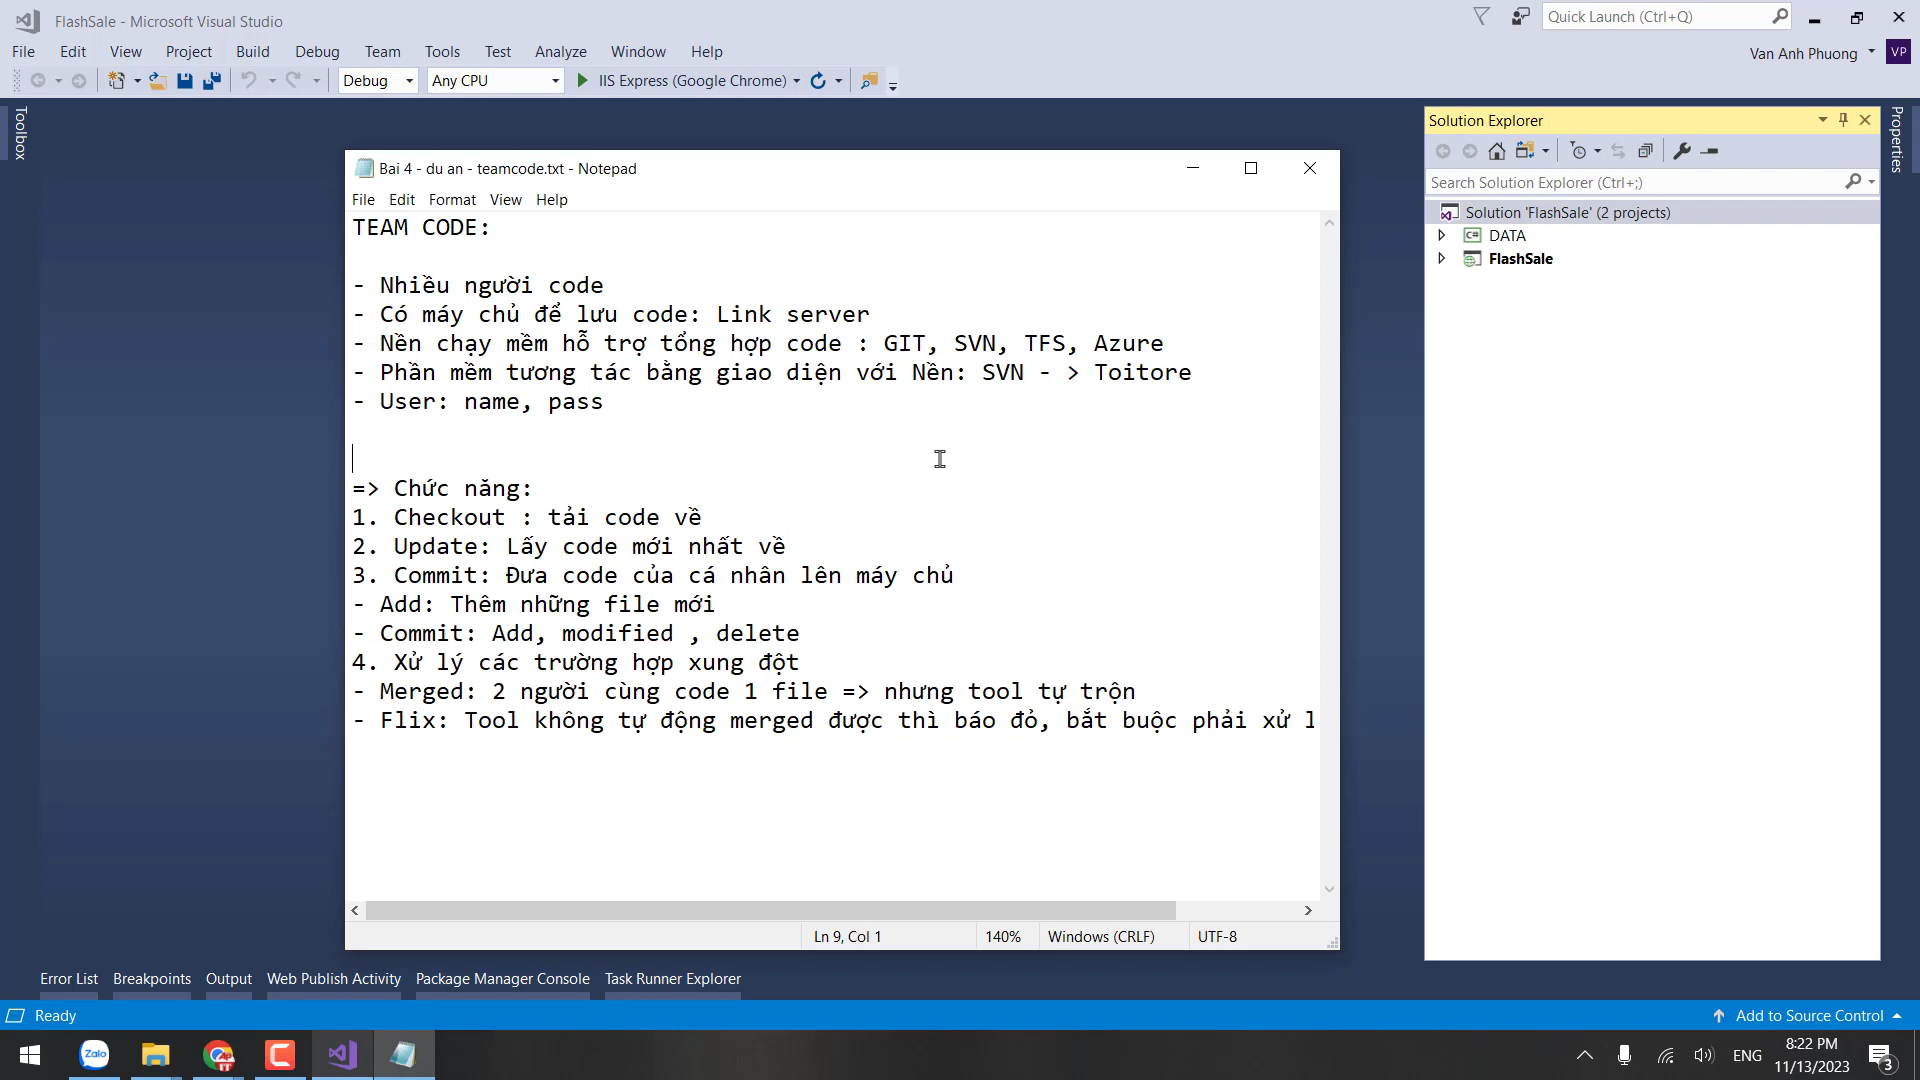 FlashSale - Microsoft Visual Studio
Quick Launch (Ctrl+Q)
File Edit View Project Build Debug Team Tools Test Analyze Window Help
Van Anh Phuong VP
Debug Any CPU IIS Express (Google Chrome)
Toolbox
Solution Explorer
Properties
Search Solution Explorer (Ctrl+;)
Solution 'FlashSale' (2 projects)
C# DATA
FlashSale
Bai 4 - du an - teamcode.txt - Notepad
File Edit Format View Help
TEAM CODE:
- Nhiều người code
- Có máy chủ để lưu code: Link server
- Nền chạy mềm hỗ trợ tổng hợp code : GIT, SVN, TFS, Azure
- Phần mềm tương tác bằng giao diện với Nền: SVN - > Toitore
- User: name, pass
=> Chức năng:
1. Checkout : tải code về
2. Update: Lấy code mới nhất về
3. Commit: Đưa code của cá nhân lên máy chủ
- Add: Thêm những file mới
- Commit: Add, modified , delete
4. Xử lý các trường hợp xung đột
- Merged: 2 người cùng code 1 file => nhưng tool tự trộn
- Flix: Tool không tự động merged được thì báo đỏ, bắt buộc phải xử l
Ln 9, Col 1 140% Windows (CRLF) UTF-8
Error List Breakpoints Output Web Publish Activity Package Manager Console Task Runner Explorer
Ready
Add to Source Control
Zalo
ENG
8:22 PM
11/13/2023
3